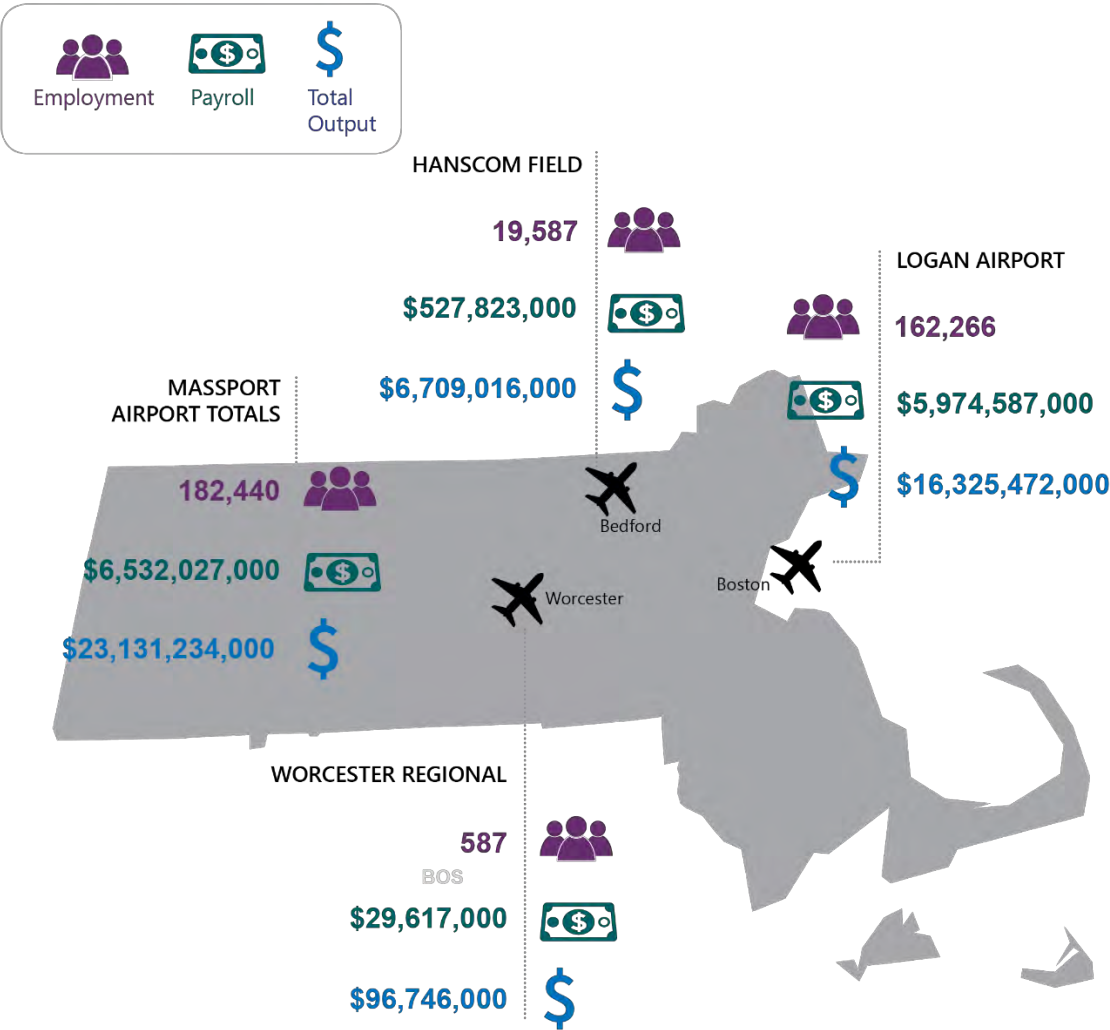 Employment
Payroll
Total
Output
HANSCOM FIELD
19,587
$527,823,000
$6,709,016,000
LOGAN AIRPORT
162,266
$5,974,587,000
$16,325,472,000
MASSPORT
AIRPORT TOTALS
182,440
$6,532,027,000
$23,131,234,000
Bedford
Boston
Worcester
WORCESTER REGIONAL
587
BOS
$29,617,000
$96,746,000